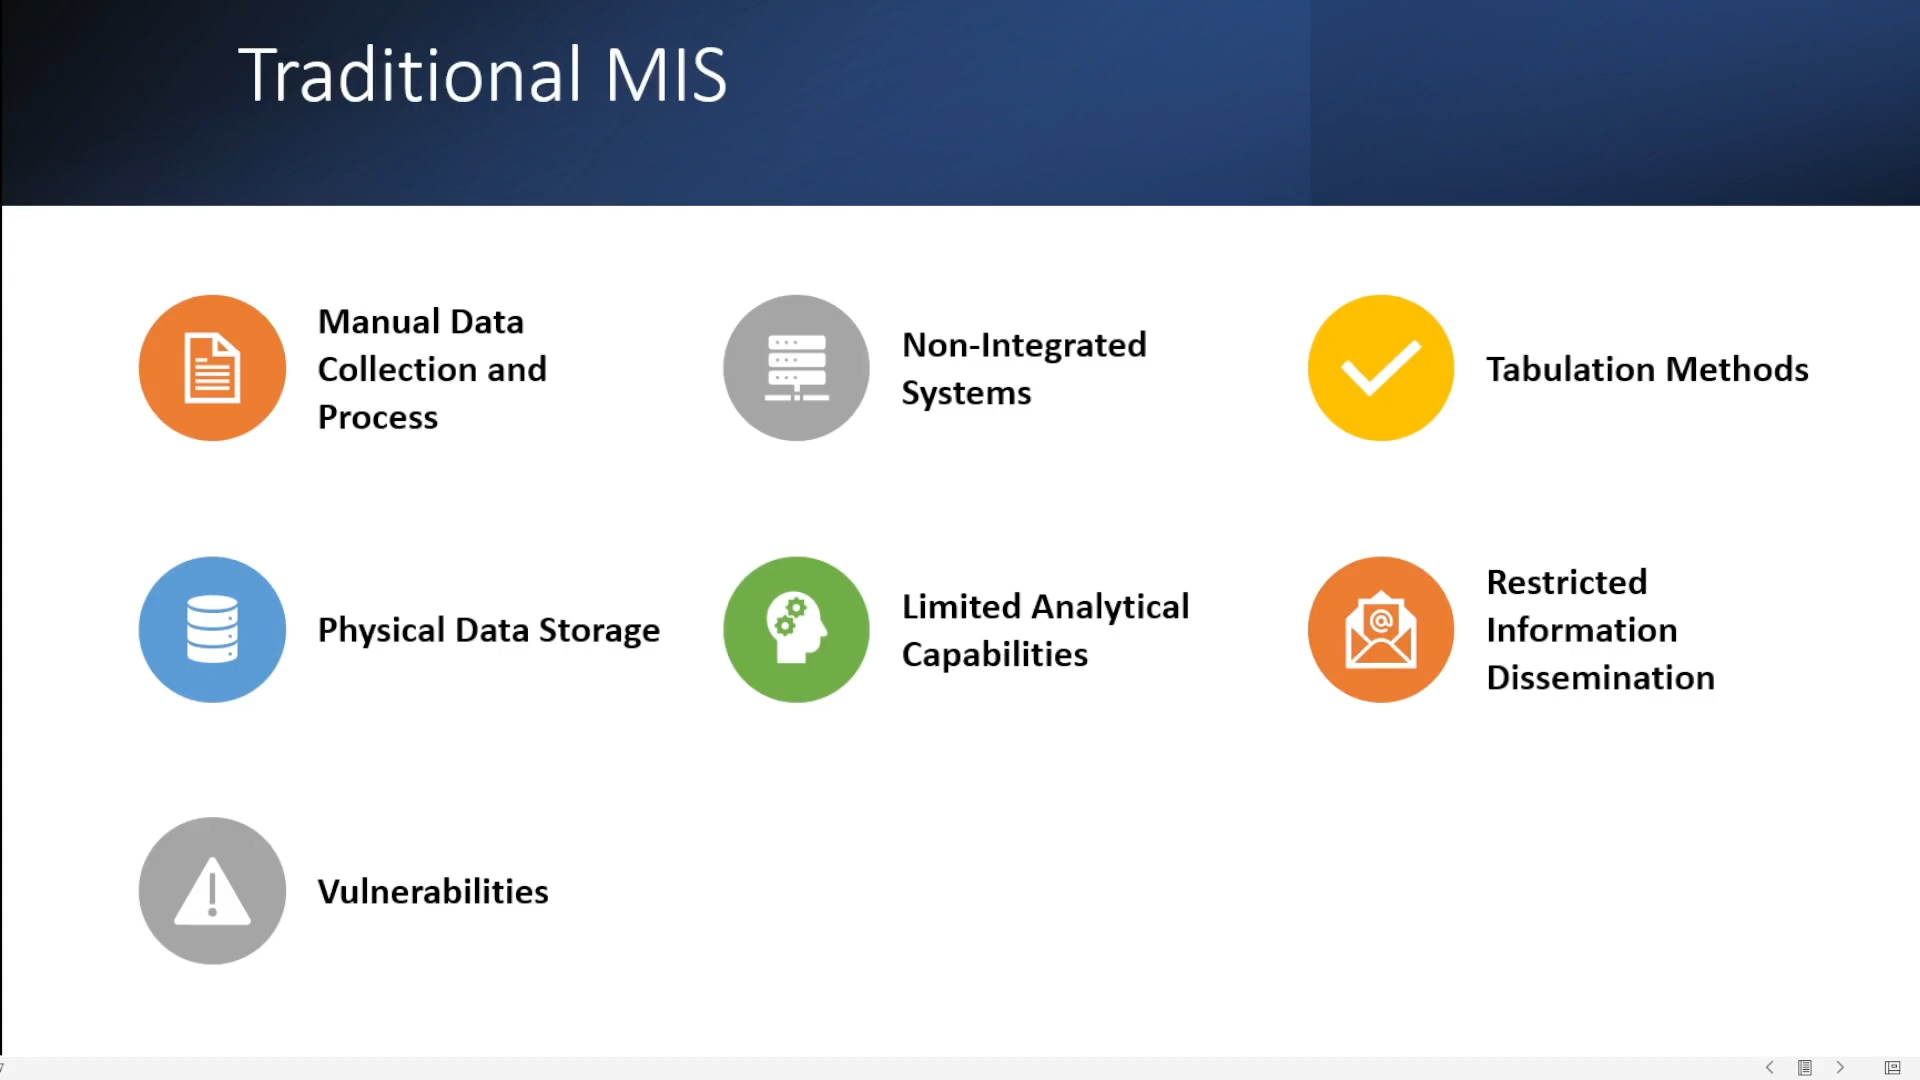 Traditional MIS
Manual Data
Collection and
Process
Non-Integrated
Systems
Tabulation Methods
Physical Data Storage
Limited Analytical
Capabilities
Restricted
Information
Dissemination
Vulnerabilities